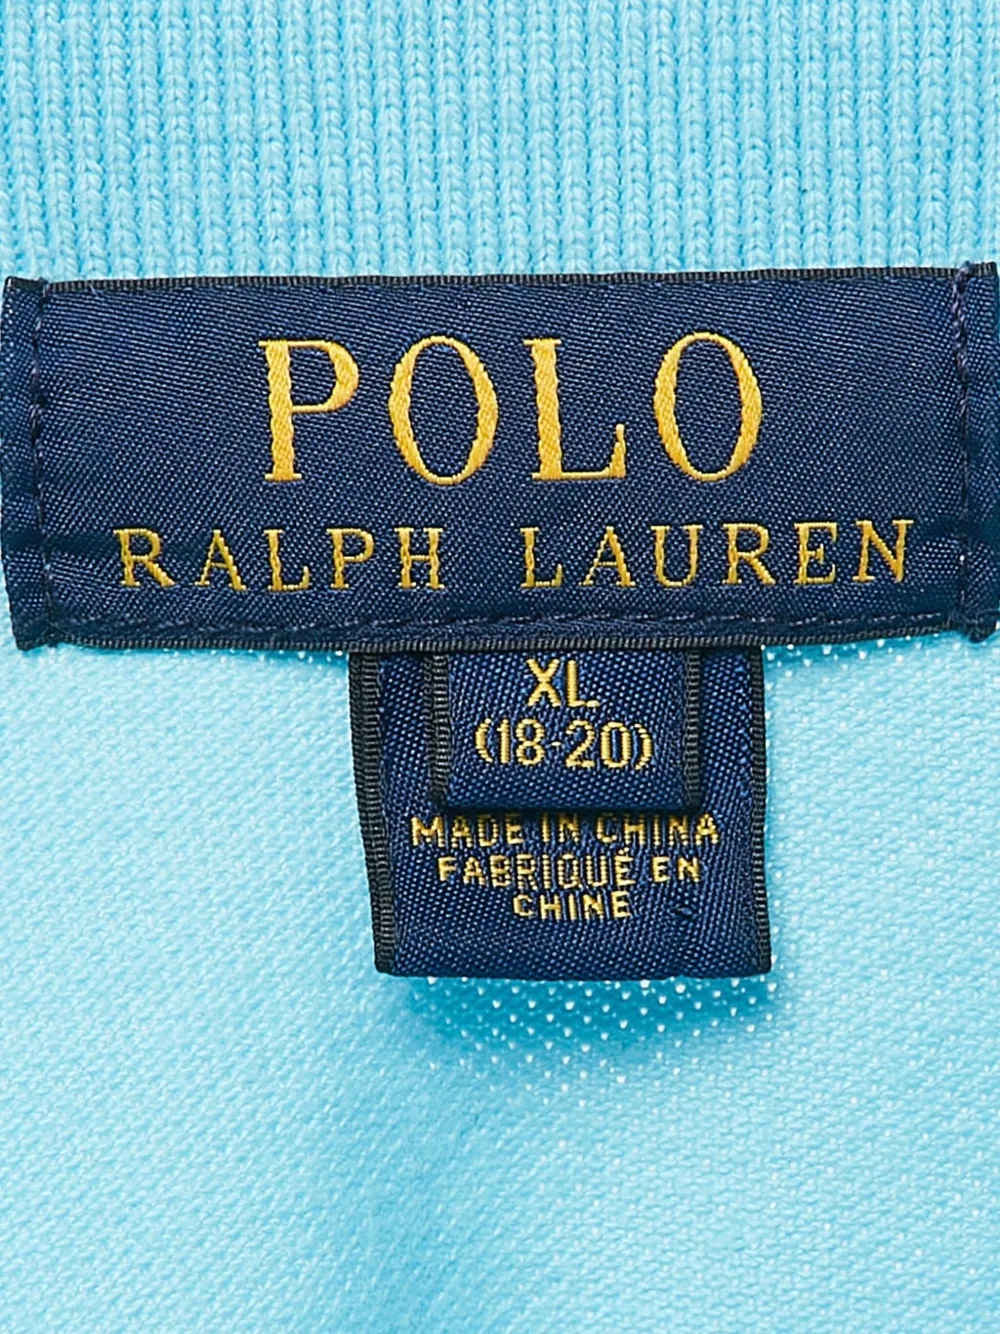 POLO
RALPH LAUREN
XL
(18-20)
MADE IN CHINA
FABRIQUÉ EN
CHINE